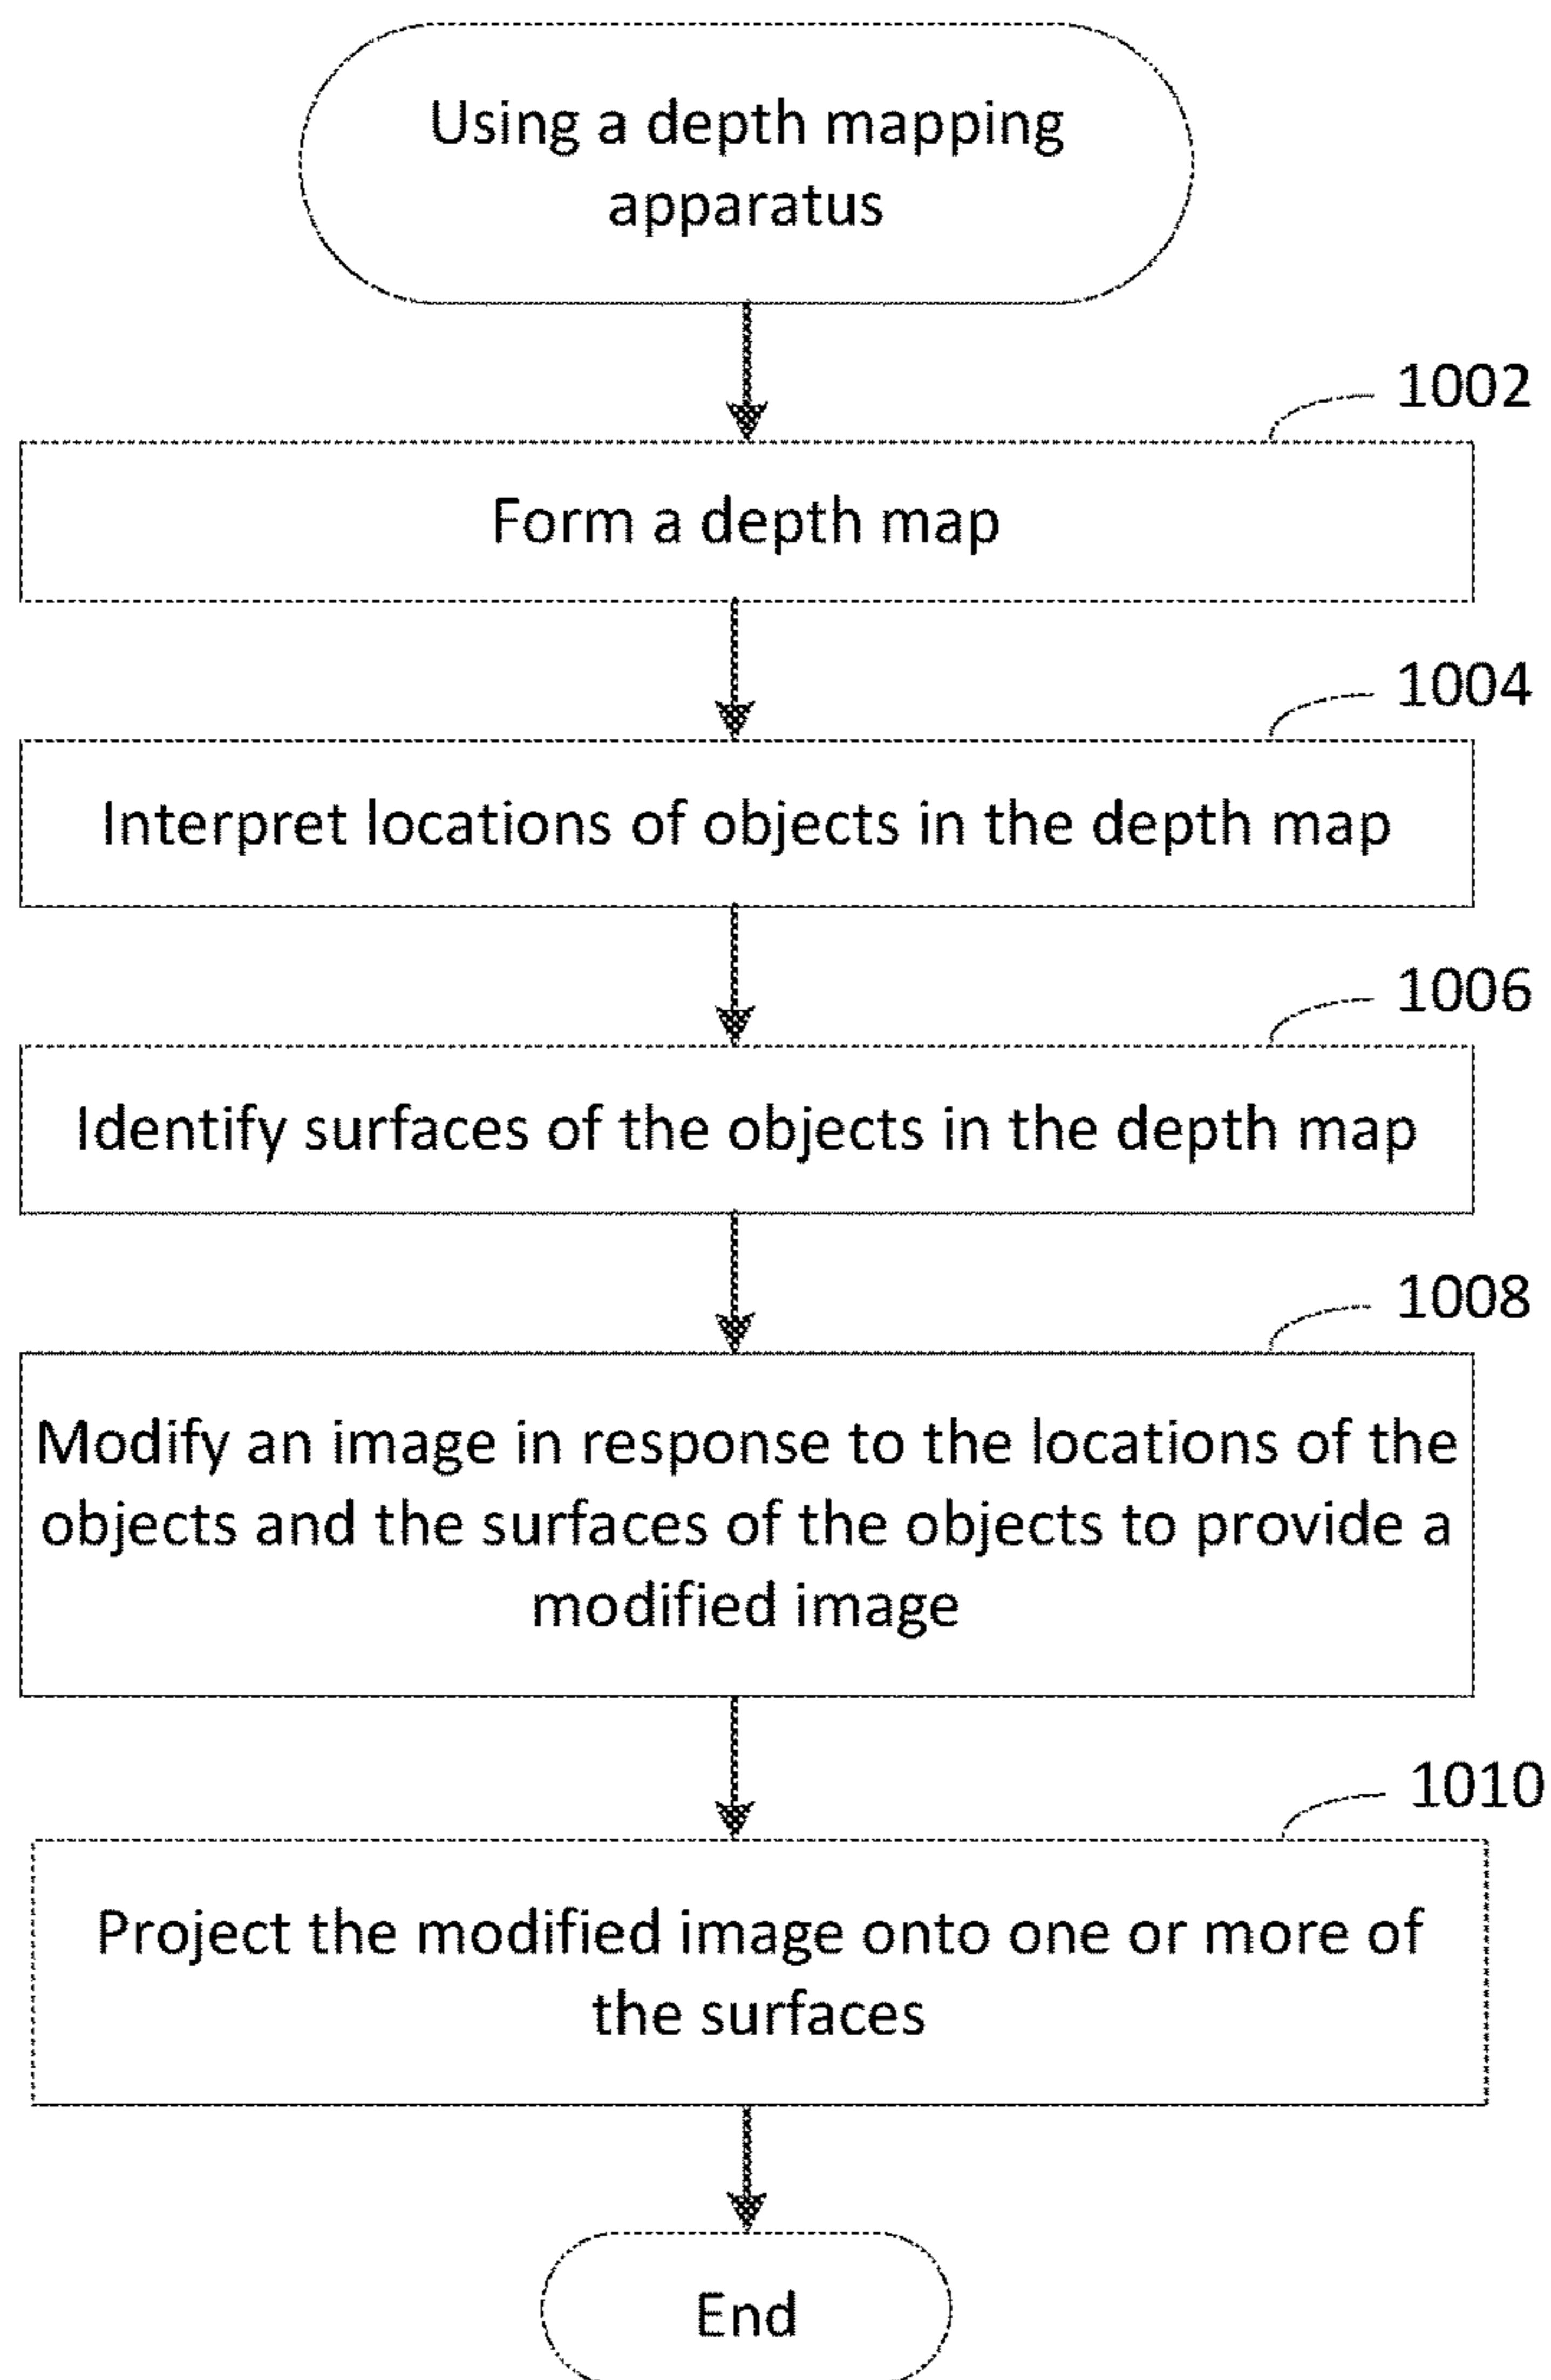 Using a depth mapping
apparatus
1002
Form a depth map
1004
Interpret locations of objects in the depth map
1006
Identify surfaces of the objects in the depth map
1008
Modify an image in response to the locations of the
objects and the surfaces of the objects to provide a
modified image
1010
Project the modified image onto one or more of
the surfaces
End